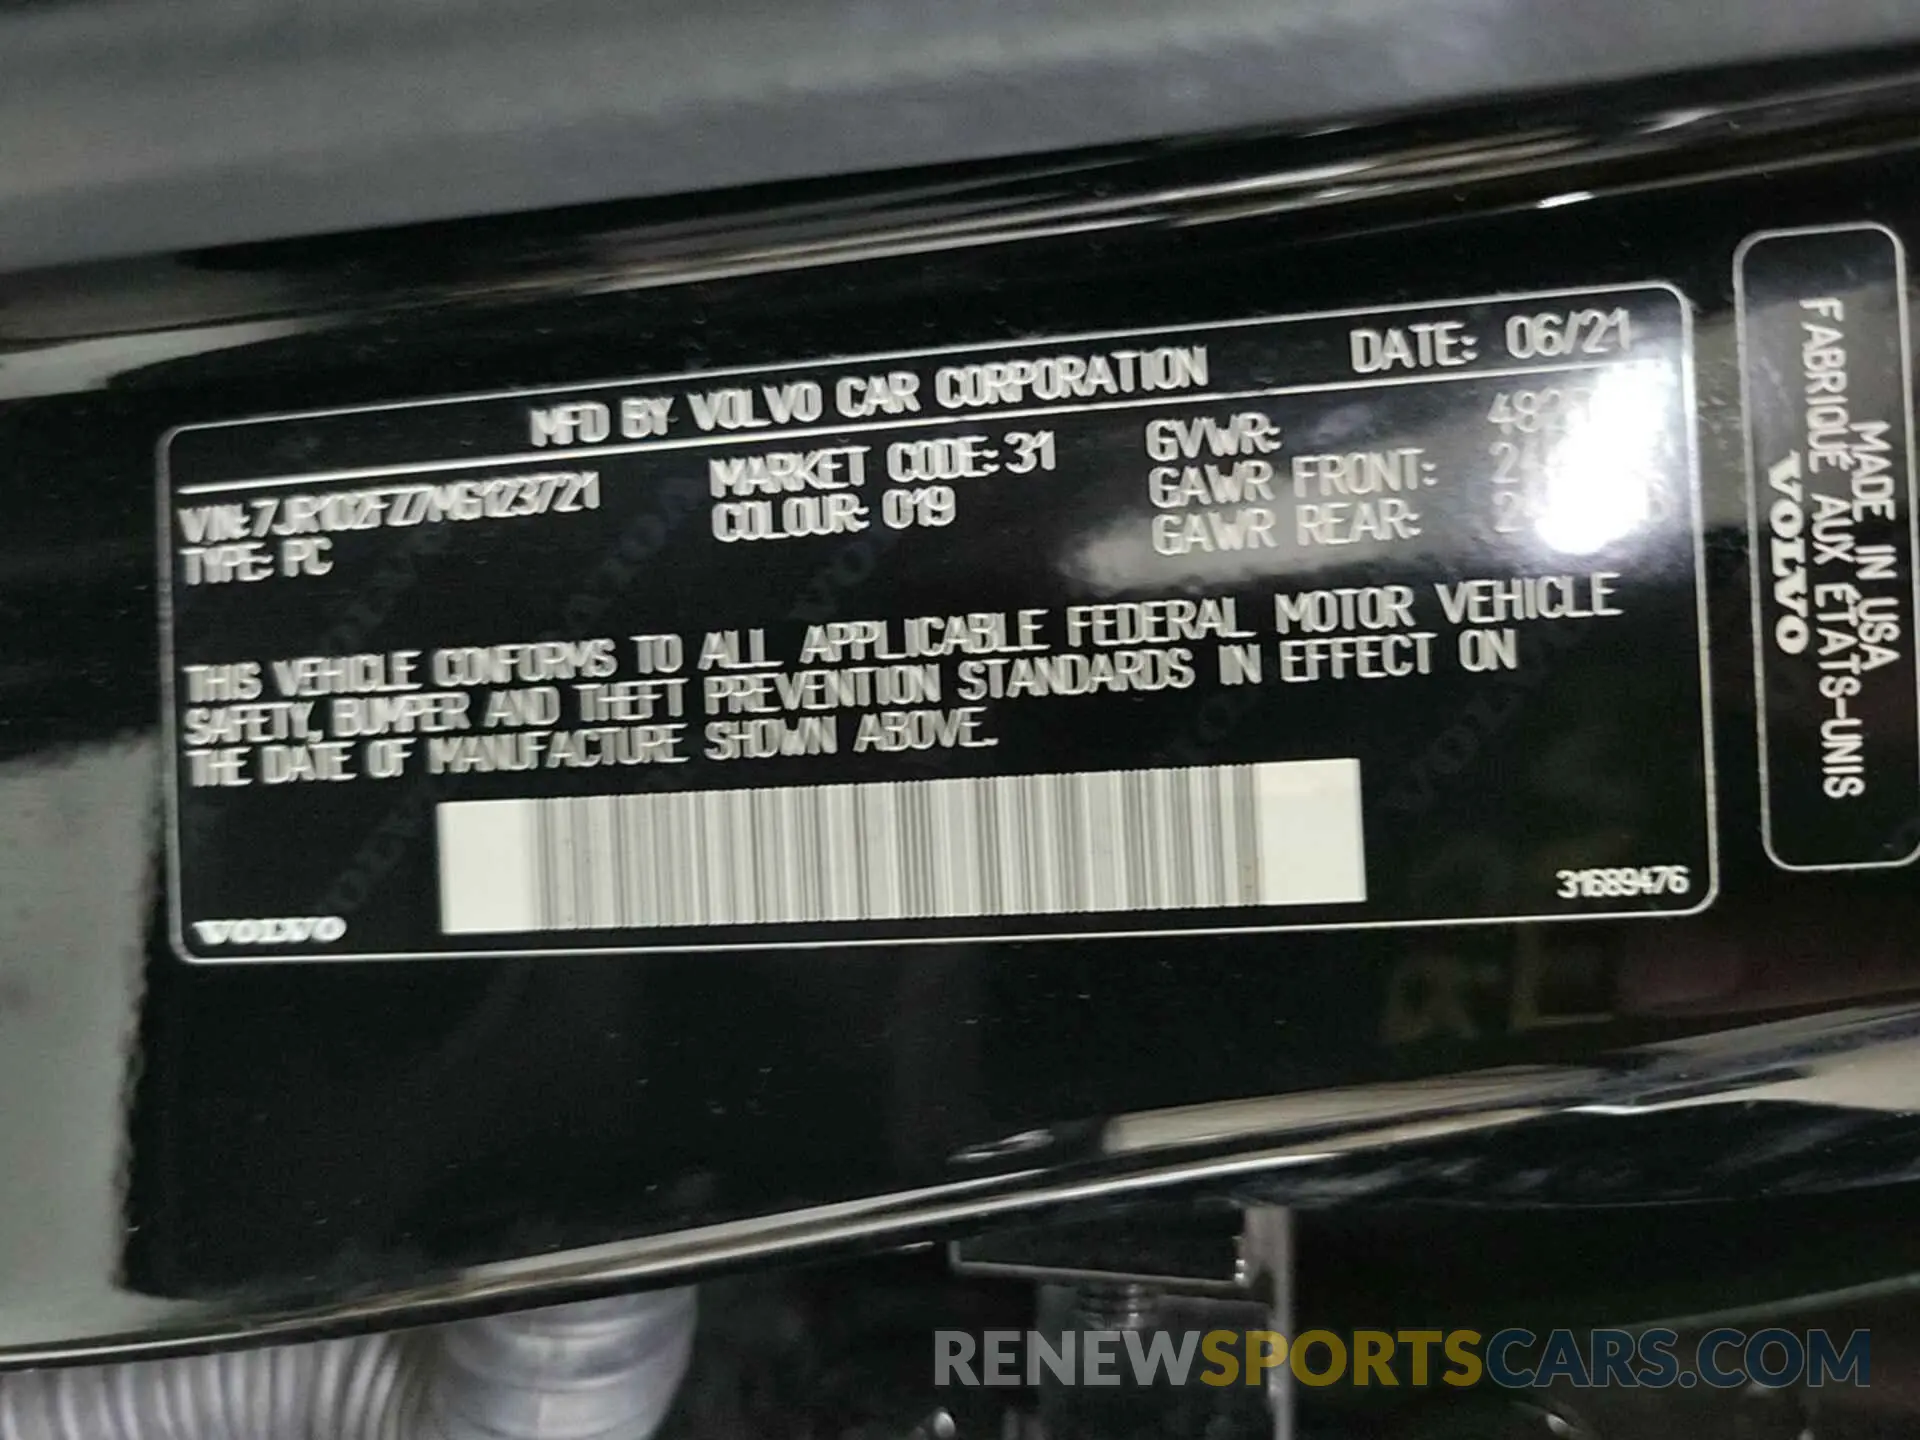 MFD BY VOLVO CAR CORPORATION DATE: 06/21
VIN: 7JR102FZ7MG123721 MARKET CODE: 31 GVWR:
TYPE: PC COLOUR: 019 GAWR FRONT:
GAWR REAR:
THIS VEHICLE CONFORMS TO ALL APPLICABLE FEDERAL MOTOR VEHICLE
SAFETY, BUMPER AND THEFT PREVENTION STANDARDS IN EFFECT ON
THE DATE OF MANUFACTURE SHOWN ABOVE.
VOLVO
31689476
MADE IN USA
FABRIQUÉ AUX ÉTATS-UNIS
VOLVO
RENEWSPORTSCARS.COM